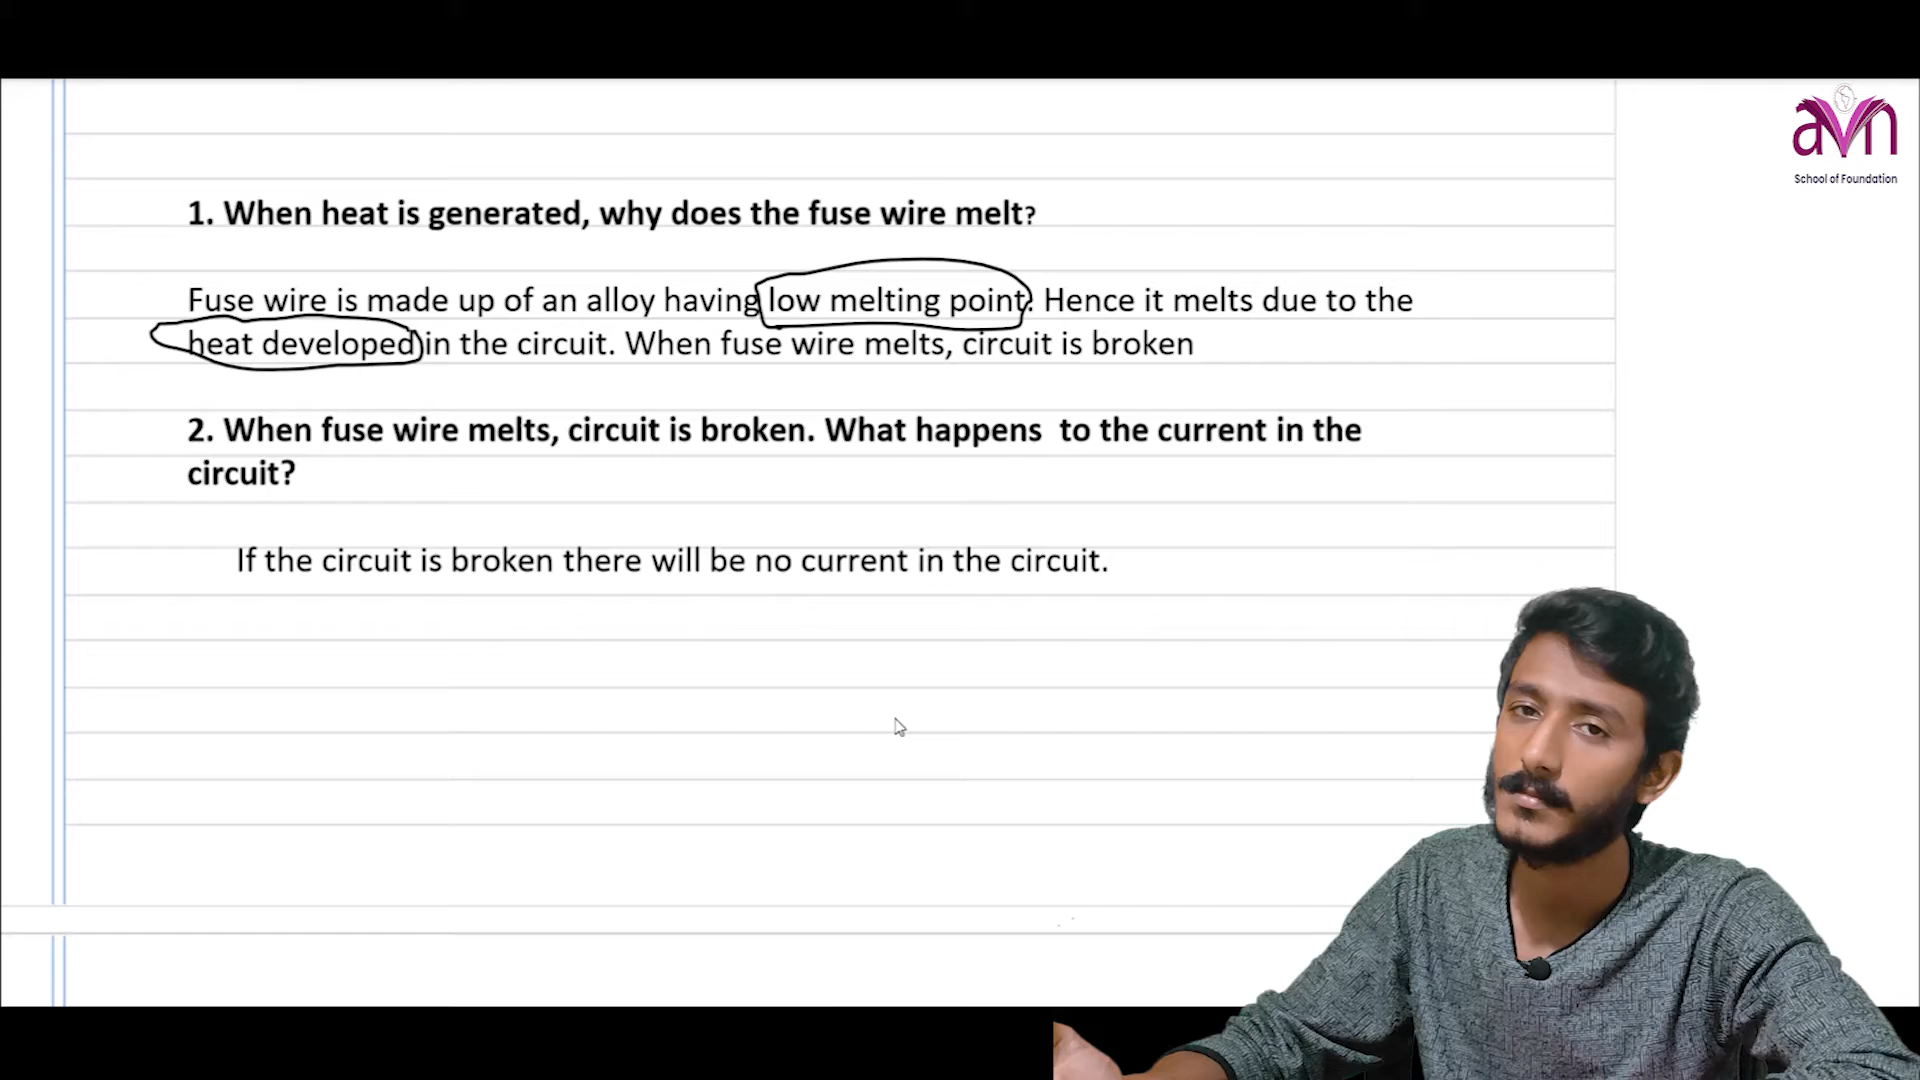 avn
School of Foundation
1. When heat is generated, why does the fuse wire melt?
Fuse wire is made up of an alloy having low melting point. Hence it melts due to the
heat developed in the circuit. When fuse wire melts, circuit is broken
2. When fuse wire melts, circuit is broken. What happens  to the current in the
circuit?
If the circuit is broken there will be no current in the circuit.